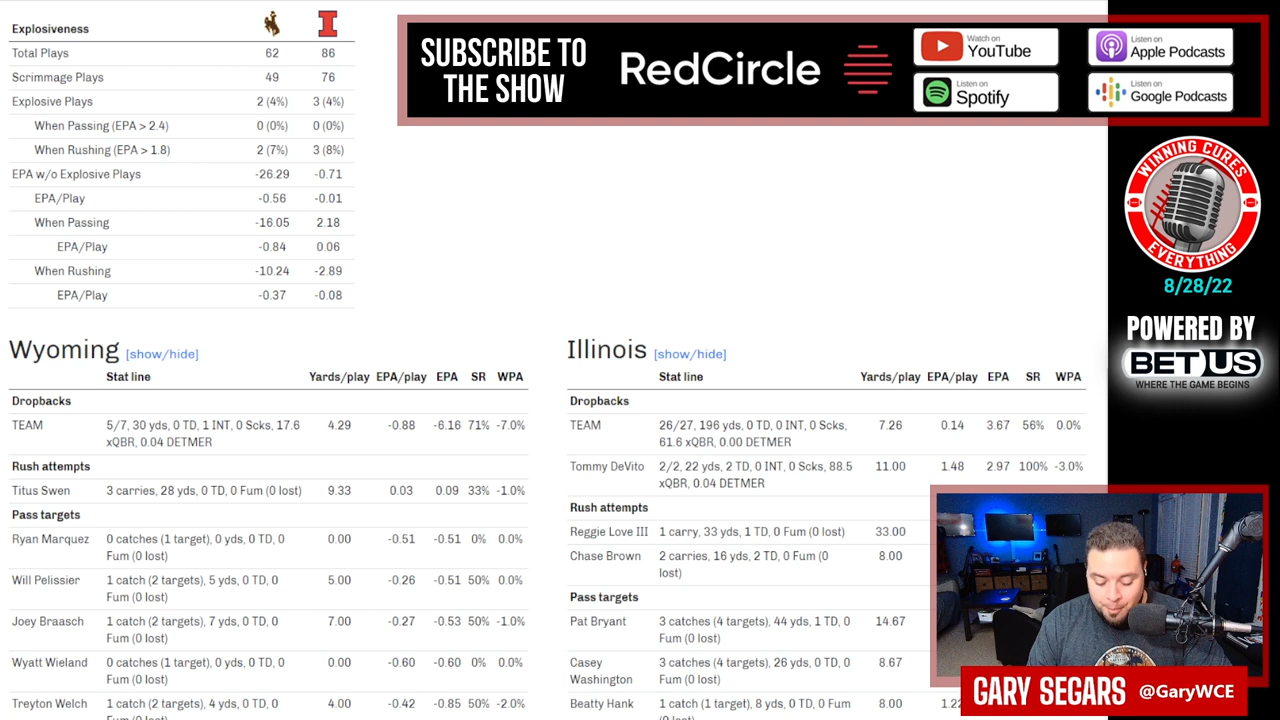 Explosiveness
Total Plays 62 86
Scrimmage Plays 49 76
Explosive Plays 2 (4%) 3 (4%)
When Passing (EPA > 2.4) 0 (0%) 0 (0%)
When Rushing (EPA > 1.8) 2 (7%) 3 (8%)
EPA w/o Explosive Plays -26.29 -0.71
EPA/Play -0.56 -0.01
When Passing -16.05 2.18
EPA/Play -0.84 0.06
When Rushing -10.24 -2.89
EPA/Play -0.37 -0.08
SUBSCRIBE TO
THE SHOW
RedCircle
Watch on
YouTube
Listen on
Apple Podcasts
Listen on
Spotify
Listen on
Google Podcasts
WINNING CURES
EVERYTHING
8/28/22
POWERED BY
BETUS
WHERE THE GAME BEGINS
Wyoming [show/hide]
Stat line Yards/play EPA/play EPA SR WPA
Dropbacks
TEAM 5/7, 30 yds, 0 TD, 1 INT, 0 Scks, 17.6 4.29 -0.88 -6.16 71% -7.0%
xQBR, 0.04 DETMER
Rush attempts
Titus Swen 3 carries, 28 yds, 0 TD, 0 Fum (0 lost) 9.33 0.03 0.09 33% -1.0%
Pass targets
Ryan Marquez 0 catches (1 target), 0 yds, 0 TD, 0 0.00 -0.51 -0.51 0% 0.0%
Fum (0 lost)
Will Pelissier 1 catch (2 targets), 5 yds, 0 TD, 0 5.00 -0.26 -0.51 50% 0.0%
Fum (0 lost)
Joey Braasch 1 catch (2 targets), 7 yds, 0 TD, 0 7.00 -0.27 -0.53 50% -1.0%
Fum (0 lost)
Wyatt Wieland 0 catches (1 target), 0 yds, 0 TD, 0 0.00 -0.60 -0.60 0% 0.0%
Fum (0 lost)
Treyton Welch 1 catch (2 targets), 4 yds, 0 TD, 0 4.00 -0.42 -0.85 50% -2.0%
Fum (0 lost)
Illinois [show/hide]
Stat line Yards/play EPA/play EPA SR WPA
Dropbacks
TEAM 26/27, 196 yds, 0 TD, 0 INT, 0 Scks, 7.26 0.14 3.67 56% 0.0%
61.6 xQBR, 0.00 DETMER
Tommy DeVito 2/2, 22 yds, 2 TD, 0 INT, 0 Scks, 88.5 11.00 1.48 2.97 100% -3.0%
xQBR, 0.04 DETMER
Rush attempts
Reggie Love III 1 carry, 33 yds, 1 TD, 0 Fum (0 lost) 33.00
Chase Brown 2 carries, 16 yds, 2 TD, 0 Fum (0 8.00
lost)
Pass targets
Pat Bryant 3 catches (4 targets), 44 yds, 1 TD, 0 14.67
Fum (0 lost)
Casey 3 catches (4 targets), 26 yds, 0 TD, 0 8.67
Washington Fum (0 lost)
Beatty Hank 1 catch (1 target), 8 yds, 0 TD, 0 8.00
GARY SEGARS @GaryWCE